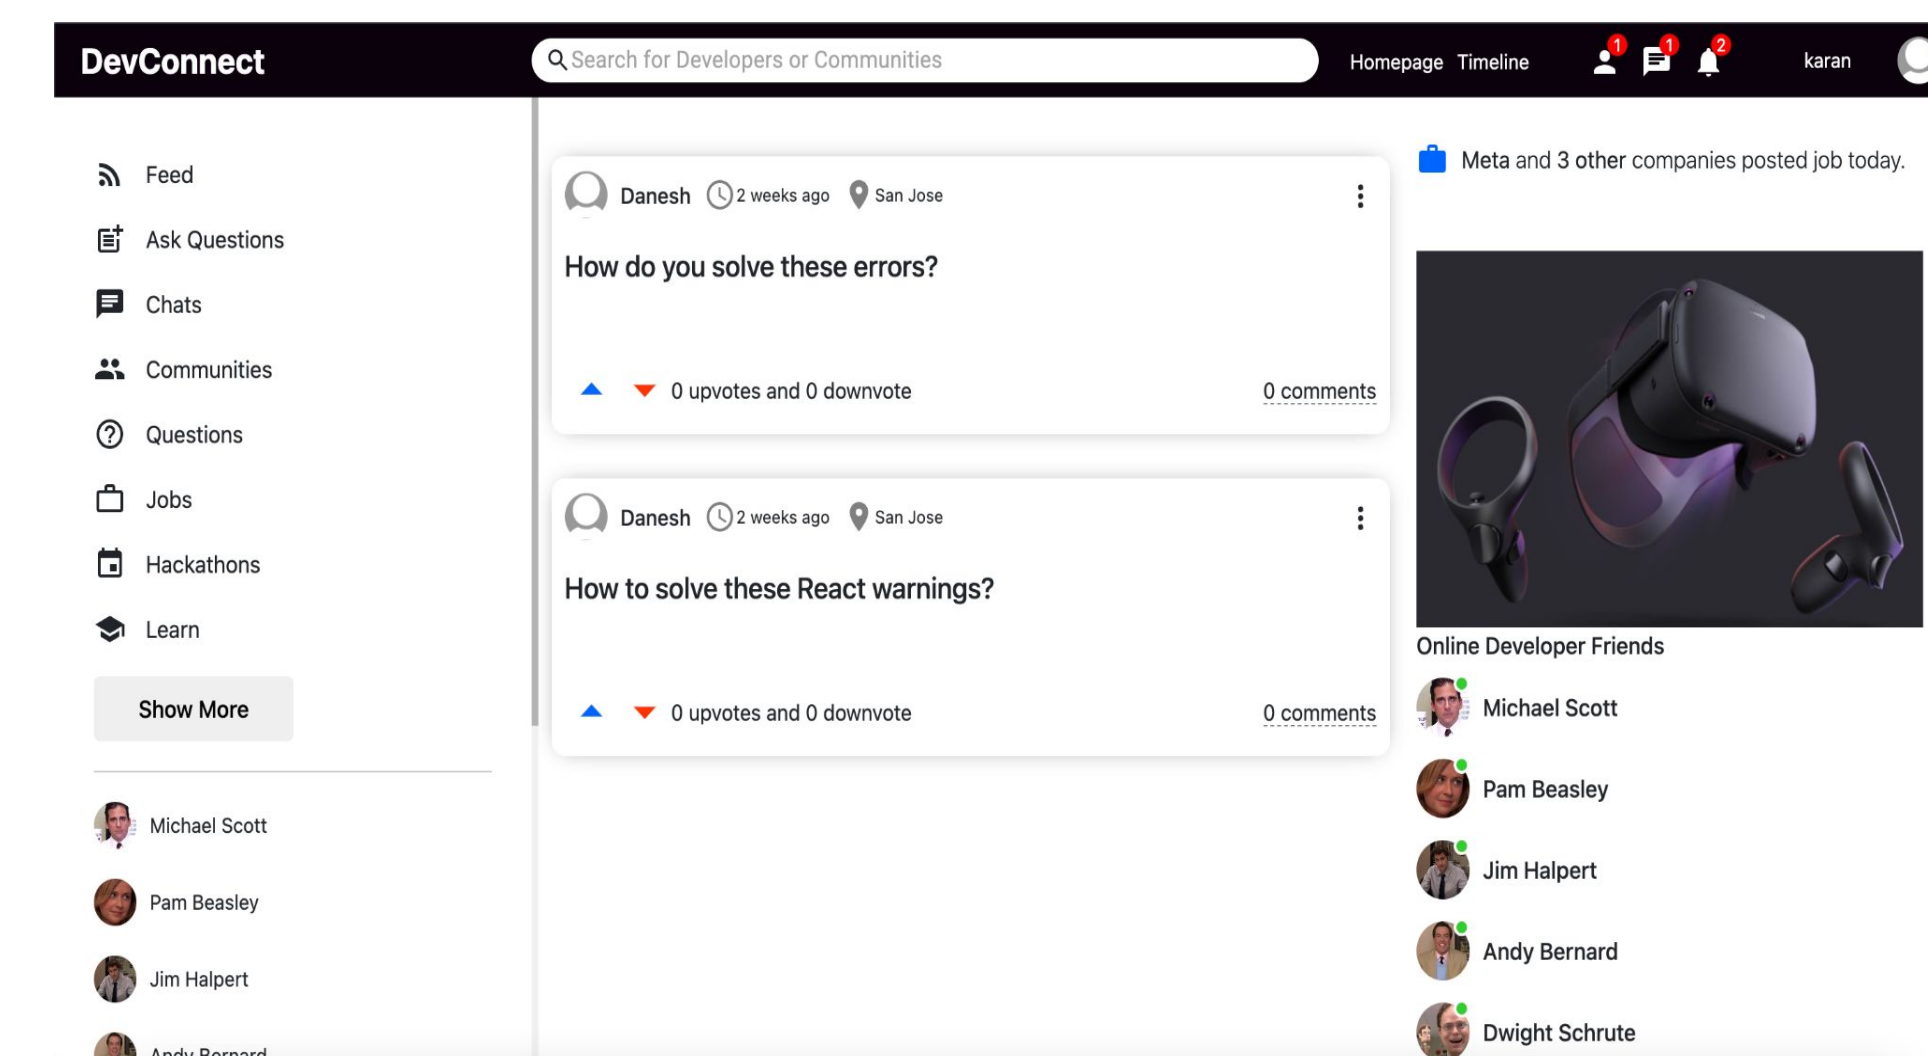 DevConnect
Search for Developers or Communities
Homepage Timeline
1
1
2
karan
Feed
Ask Questions
Chats
Communities
Questions
Jobs
Hackathons
Learn
Show More
Michael Scott
Pam Beasley
Jim Halpert
Andy Bernard
Danesh 2 weeks ago San Jose
How do you solve these errors?
0 upvotes and 0 downvote 0 comments
Danesh 2 weeks ago San Jose
How to solve these React warnings?
0 upvotes and 0 downvote 0 comments
Meta and 3 other companies posted job today.
Online Developer Friends
Michael Scott
Pam Beasley
Jim Halpert
Andy Bernard
Dwight Schrute